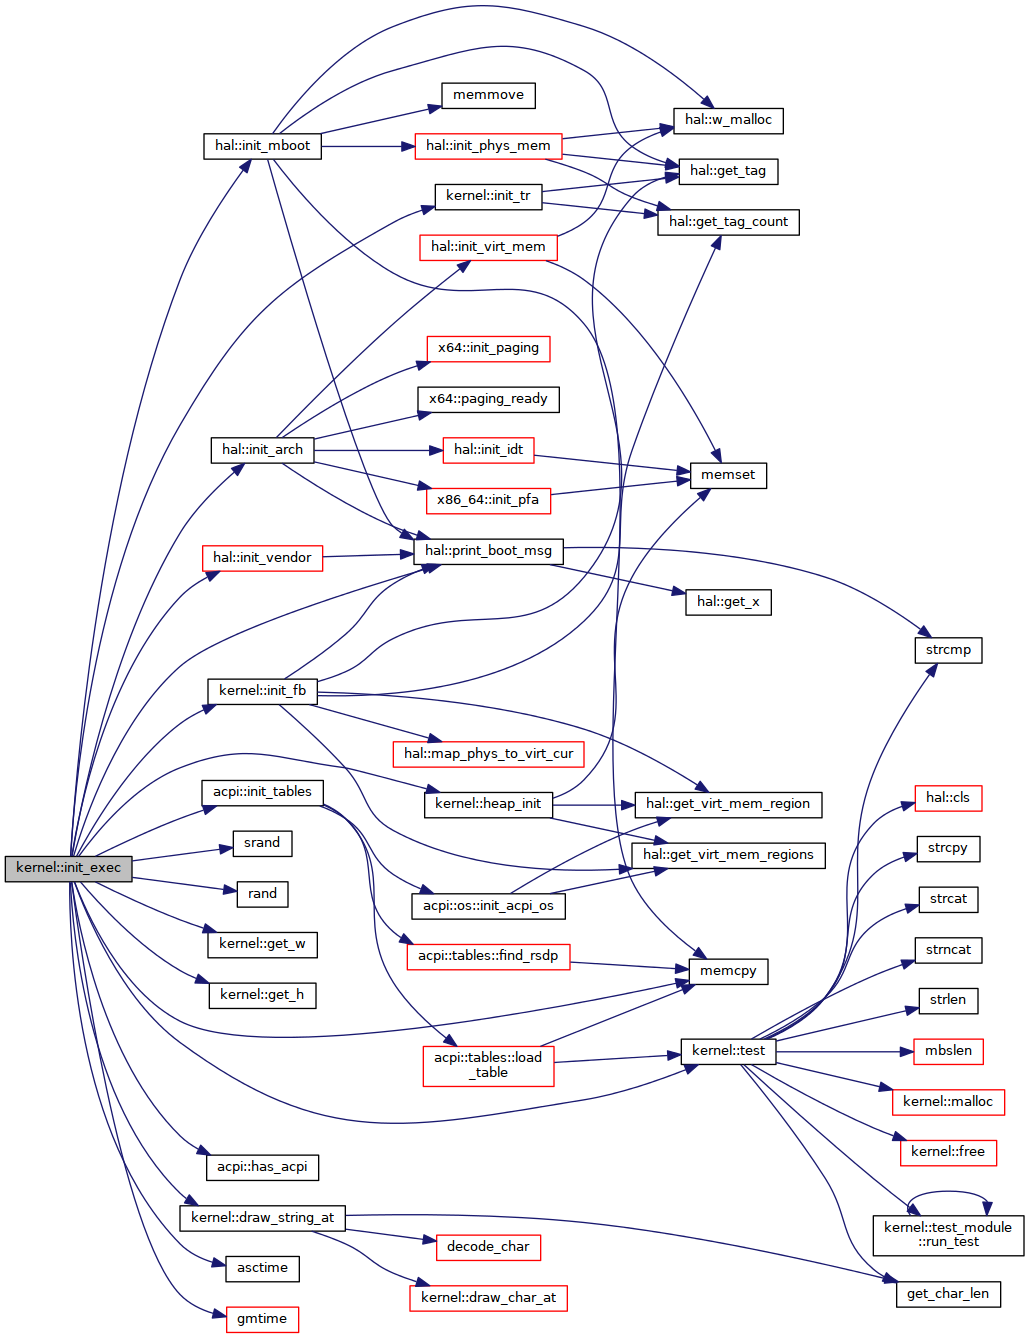 memmove
hal::w_malloc
hal::init_mboot
hal::init_phys_mem
hal::get_tag
kernel::init_tr
hal::get_tag_count
hal::init_virt_mem
x64::init_paging
x64::paging_ready
hal::init_arch
hal::init_idt
memset
x86_64::init_pfa
hal::init_vendor
hal::print_boot_msg
hal::get_x
strcmp
kernel::init_fb
hal::map_phys_to_virt_cur
acpi::init_tables
kernel::heap_init
hal::get_virt_mem_region
hal::cls
srand
hal::get_virt_mem_regions
strcpy
kernel::init_exec
rand
acpi::os::init_acpi_os
strcat
kernel::get_w
acpi::tables::find_rsdp
memcpy
strncat
kernel::get_h
strlen
acpi::tables::load
_table
kernel::test
mbslen
kernel::malloc
acpi::has_acpi
kernel::free
kernel::draw_string_at
kernel::test_module
::run_test
decode_char
asctime
kernel::draw_char_at
get_char_len
gmtime